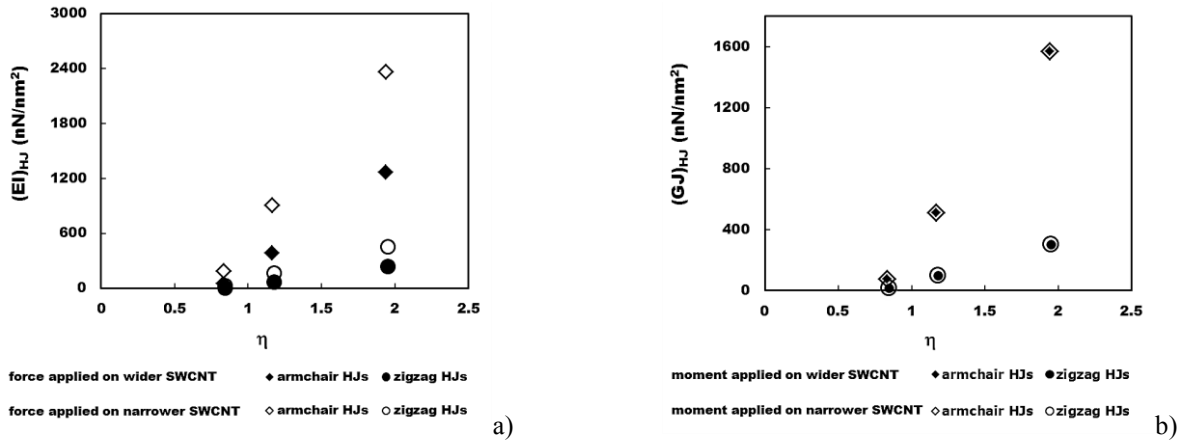 3000
2400
1800
1200
600
0
(EI)HJ (nN/nm²)
0 0.5 1 1.5 2 2.5
η
force applied on wider SWCNT ◆ armchair HJs ● zigzag HJs
force applied on narrower SWCNT ◇ armchair HJs ○ zigzag HJs
a)
1600
1200
800
400
0
(GJ)HJ (nN/nm²)
0 0.5 1 1.5 2 2.5
η
moment applied on wider SWCNT ◆ armchair HJs ● zigzag HJs
moment applied on narrower SWCNT ◇ armchair HJs ○ zigzag HJs
b)